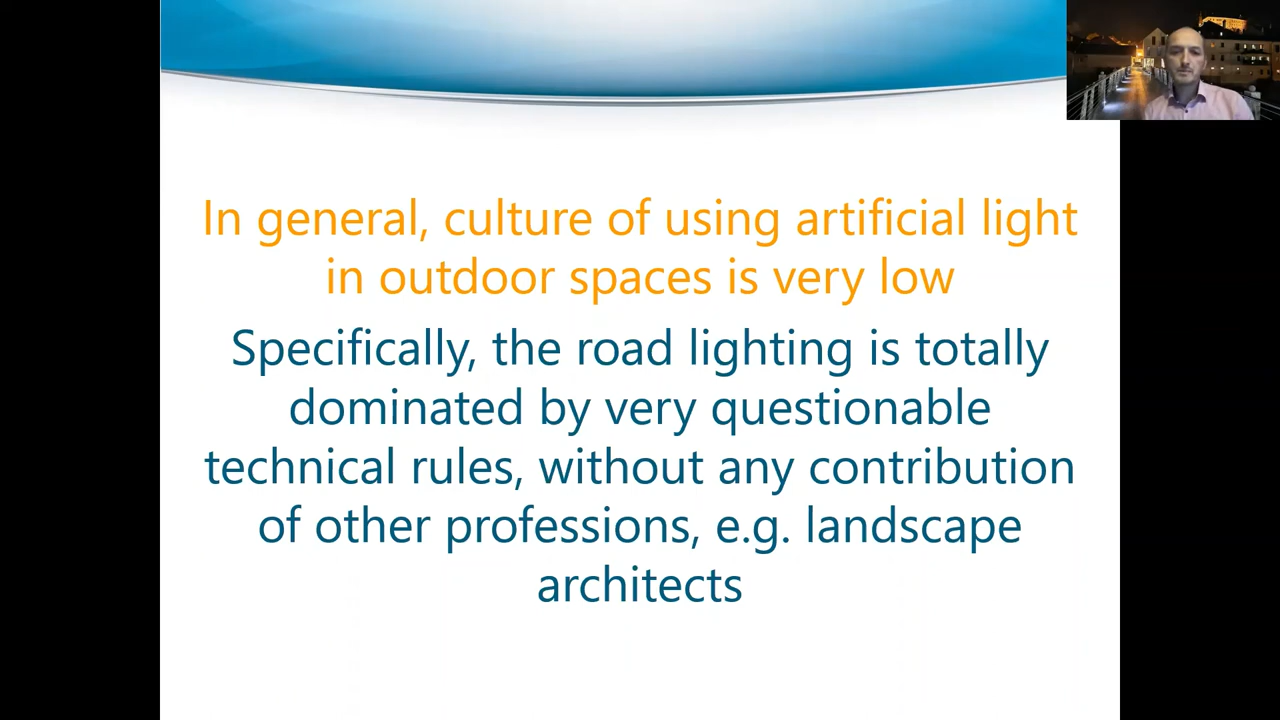 In general, culture of using artificial light
in outdoor spaces is very low
Specifically, the road lighting is totally
dominated by very questionable
technical rules, without any contribution
of other professions, e.g. landscape
architects